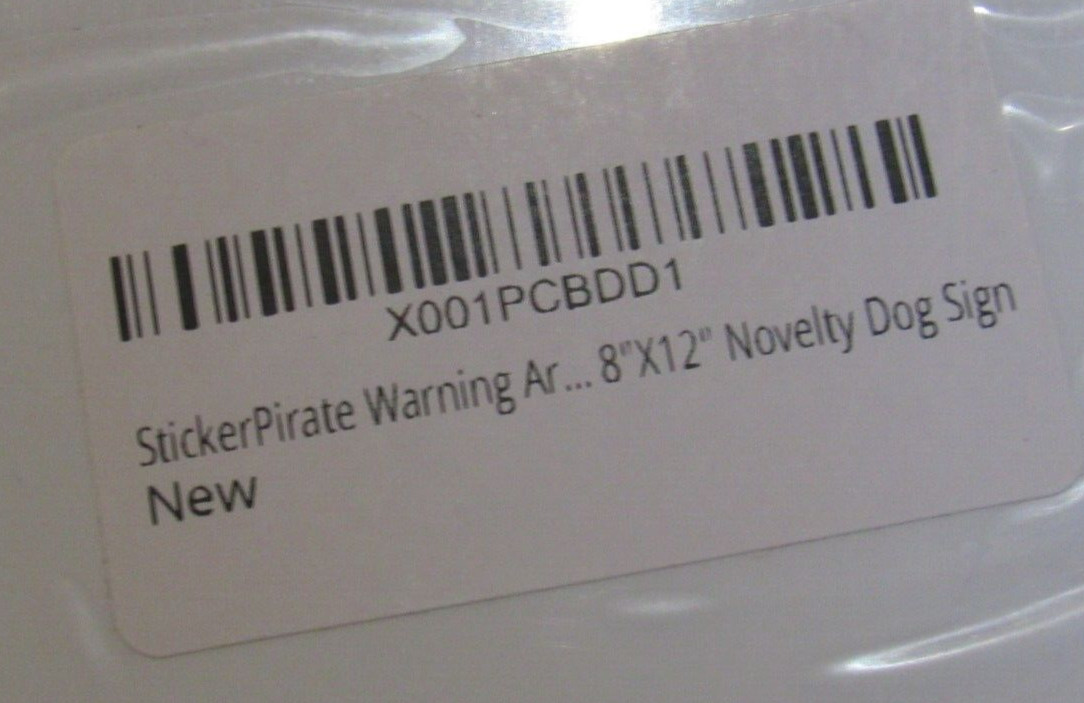 X001PCBDD1
StickerPirate Warning Ar... 8"X12" Novelty Dog Sign
New